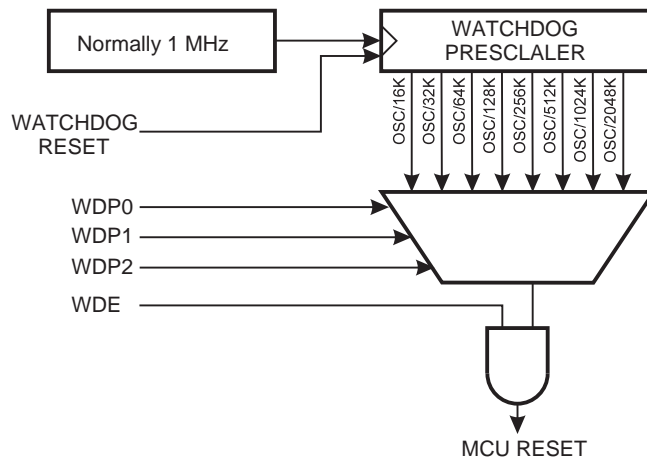 Normally 1 MHz
WATCHDOG
PRESCLALER
WATCHDOG
RESET
OSC/16K
OSC/32K
OSC/64K
OSC/128K
OSC/256K
OSC/512K
OSC/1024K
OSC/2048K
WDP0
WDP1
WDP2
WDE
MCU RESET